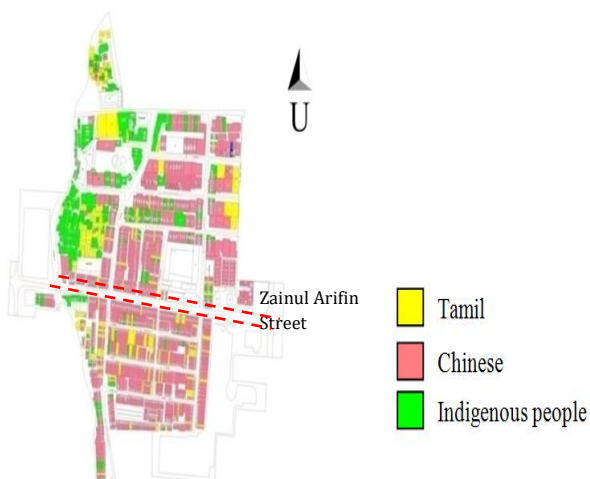 U
Zainul Arifin
Street
Tamil
Chinese
Indigenous people